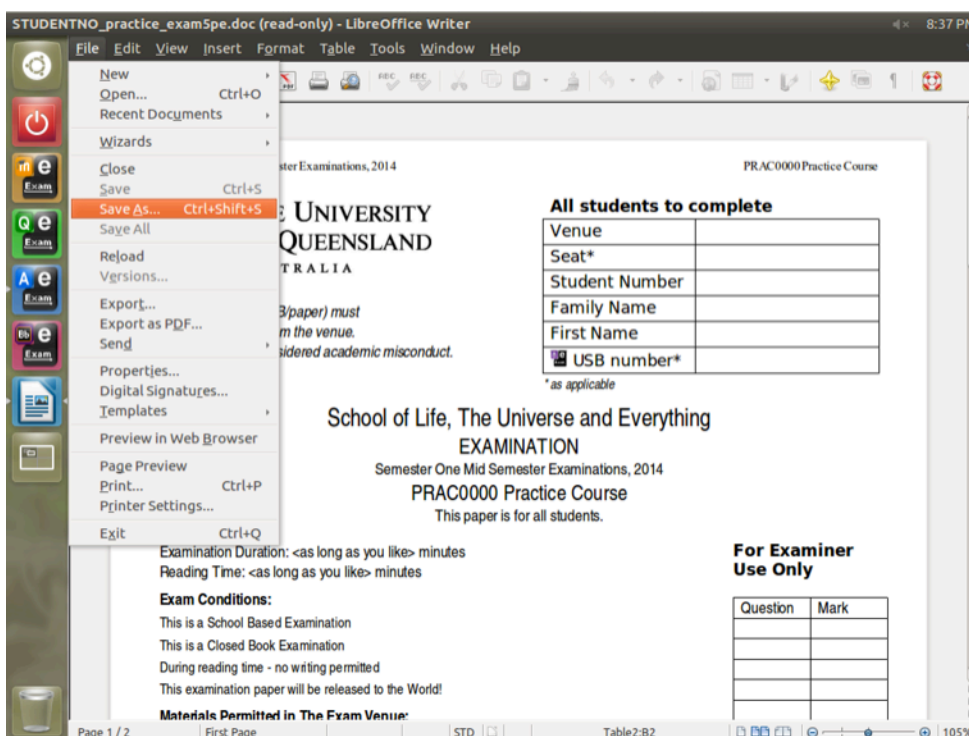 STUDENTNO_practice_exam5pe.doc (read-only) - LibreOffice Writer
8:37 PM
File Edit View Insert Format Table Tools Window Help
New
Open... Ctrl+O
Recent Documents
Wizards
Close
Save Ctrl+S
Save As... Ctrl+Shift+S
Save All
Reload
Versions...
Export...
Export as PDF...
Send
Properties...
Digital Signatures...
Templates
Preview in Web Browser
Page Preview
Print... Ctrl+P
Printer Settings...
Exit Ctrl+Q
e
Exam
Q e
Exam
A e
Exam
Bb e
Exam
ster Examinations, 2014
PRAC0000 Practice Course
UNIVERSITY
QUEENSLAND
TRALIA
B/paper) must
m the venue.
sidered academic misconduct.
All students to complete
Venue
Seat*
Student Number
Family Name
First Name
USB number*
*as applicable
School of Life, The Universe and Everything
EXAMINATION
Semester One Mid Semester Examinations, 2014
PRAC0000 Practice Course
This paper is for all students.
Examination Duration: <as long as you like> minutes
Reading Time: <as long as you like> minutes
Exam Conditions:
This is a School Based Examination
This is a Closed Book Examination
During reading time - no writing permitted
This examination paper will be released to the World!
Materials Permitted in The Exam Venue:
For Examiner
Use Only
Question Mark
Page 1 / 2 First Page STD Table2:B2 105%